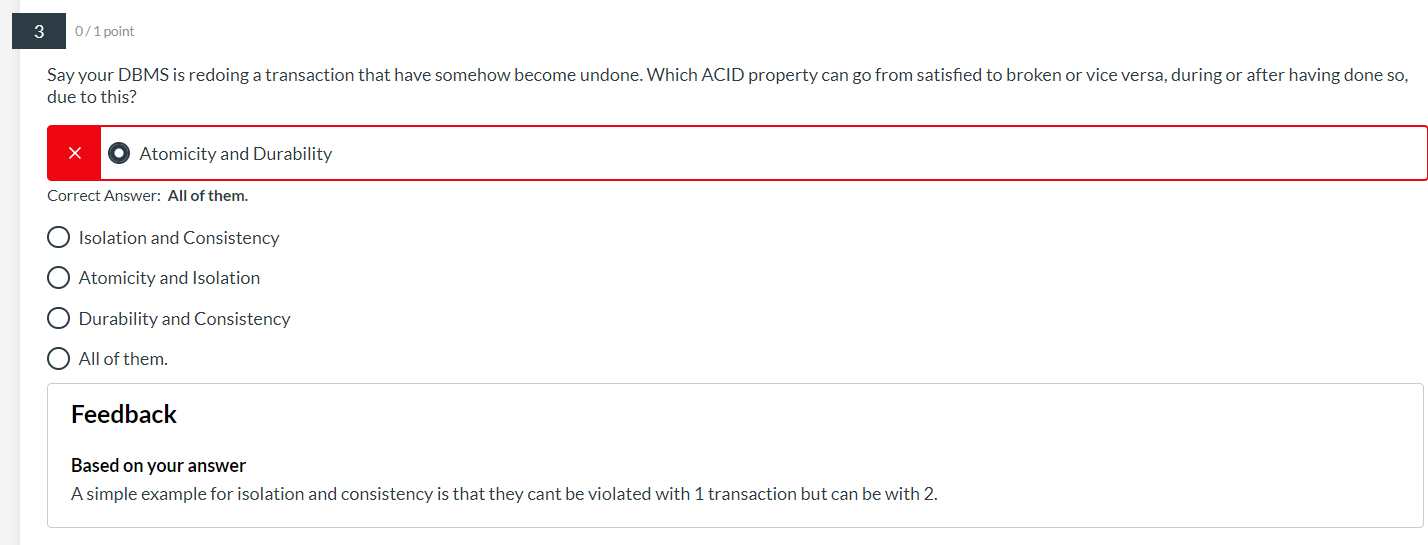 3
0 / 1 point
Say your DBMS is redoing a transaction that have somehow become undone. Which ACID property can go from satisfied to broken or vice versa, during or after having done so,
due to this?
Atomicity and Durability
Correct Answer: All of them.
Isolation and Consistency
Atomicity and Isolation
Durability and Consistency
All of them.
Feedback
Based on your answer
A simple example for isolation and consistency is that they cant be violated with 1 transaction but can be with 2.